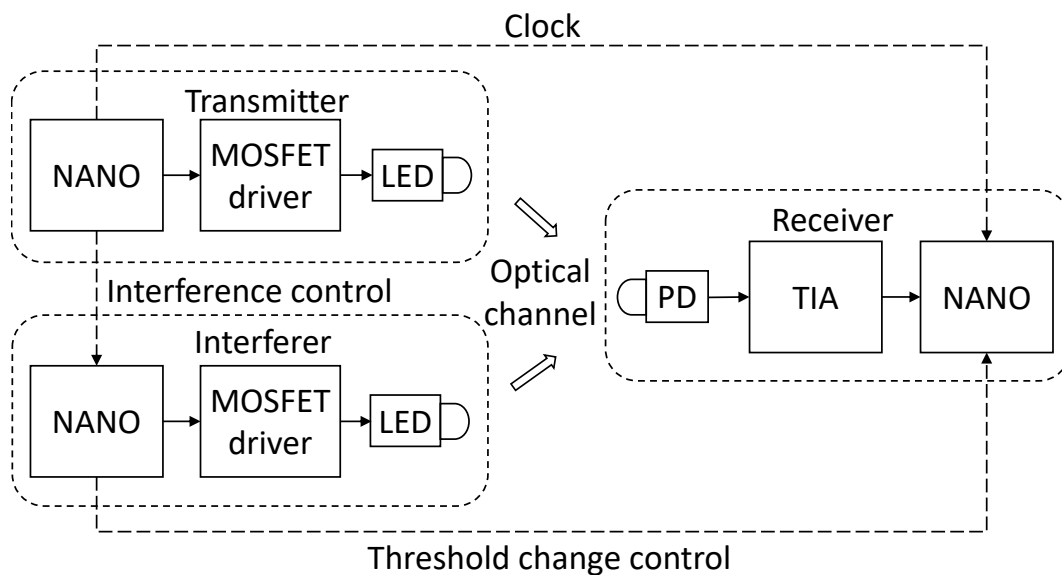 Clock
Transmitter
NANO
MOSFET
driver
LED
Interference control
Interferer
NANO
MOSFET
driver
LED
Optical
channel
Receiver
PD
TIA
NANO
Threshold change control